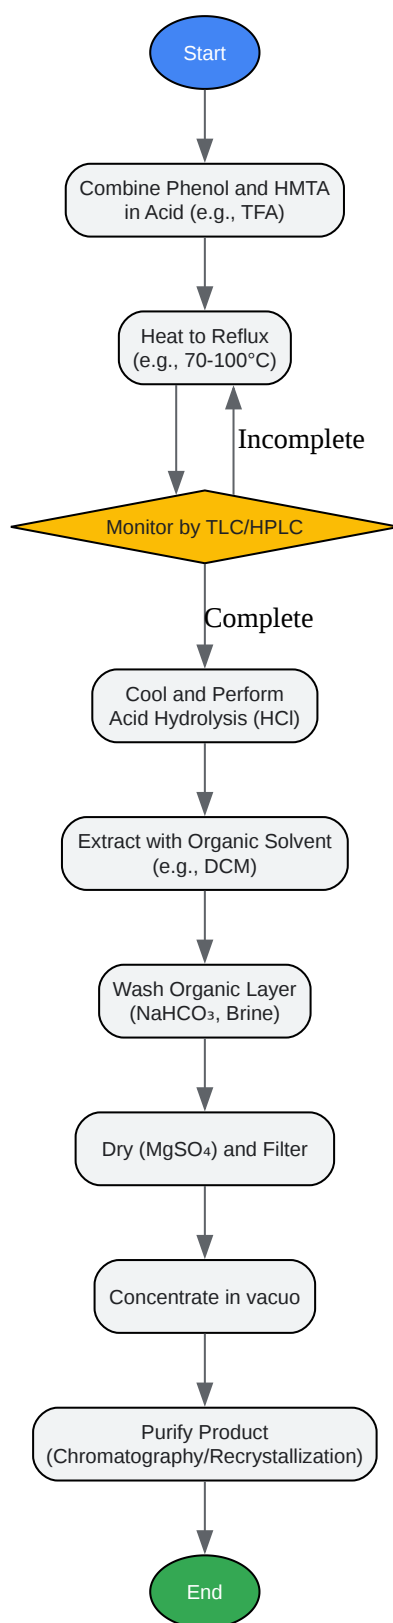 Start
Combine Phenol and HMTA
in Acid (e.g., TFA)
Heat to Reflux
(e.g., 70-100°C)
Incomplete
Monitor by TLC/HPLC
Complete
Cool and Perform
Acid Hydrolysis (HCl)
Extract with Organic Solvent
(e.g., DCM)
Wash Organic Layer
(NaHCO₃, Brine)
Dry (MgSO₄) and Filter
Concentrate in vacuo
Purify Product
(Chromatography/Recrystallization)
End